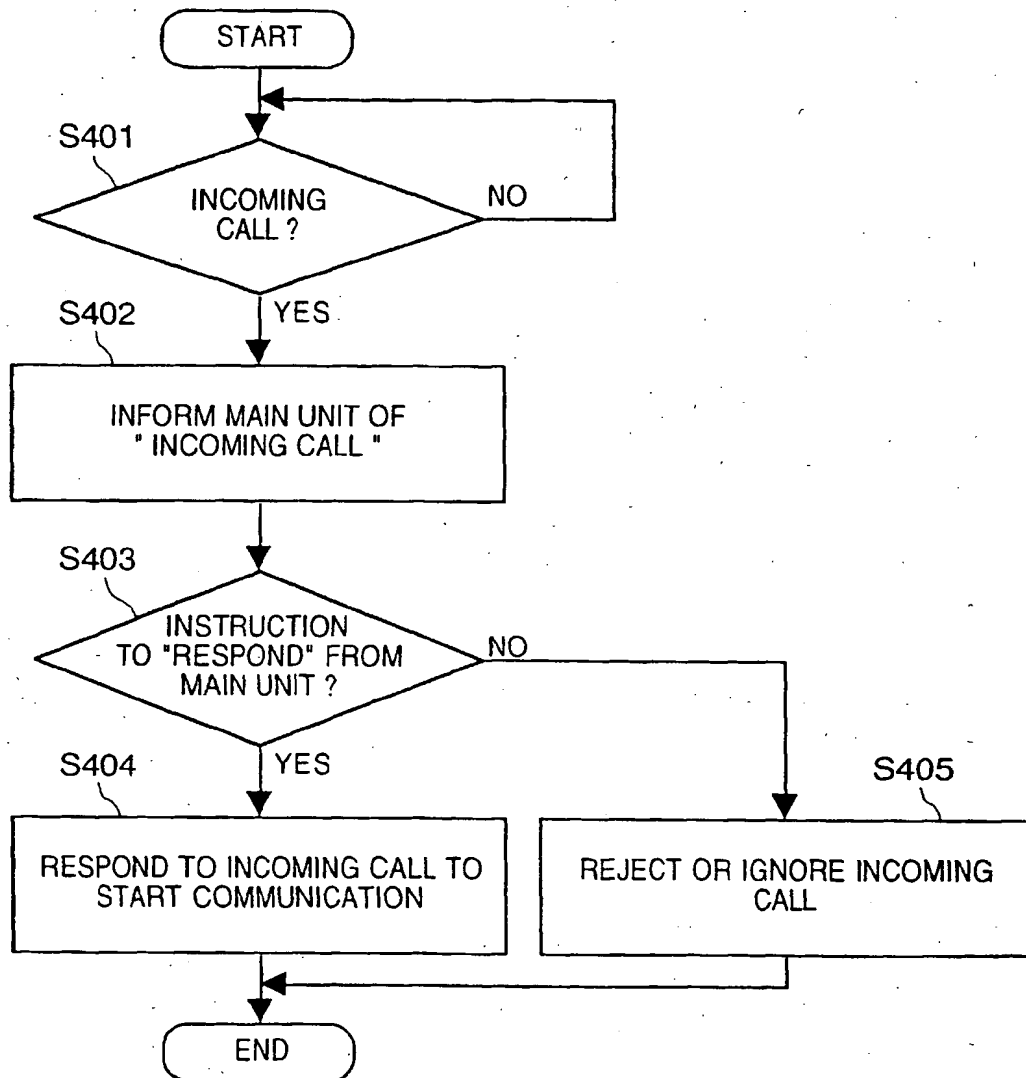 START
S401
INCOMING
CALL ?
NO
YES
S402
INFORM MAIN UNIT OF
" INCOMING CALL "
S403
INSTRUCTION
TO "RESPOND" FROM
MAIN UNIT ?
NO
YES
S404
RESPOND TO INCOMING CALL TO
START COMMUNICATION
S405
REJECT OR IGNORE INCOMING
CALL
END